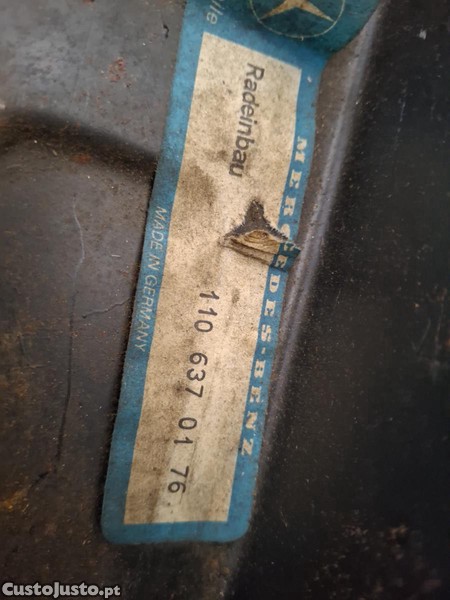 MERCEDES-BENZ
Radeinbau
110 637 01 76
MADE IN GERMANY
CustoJusto.pt